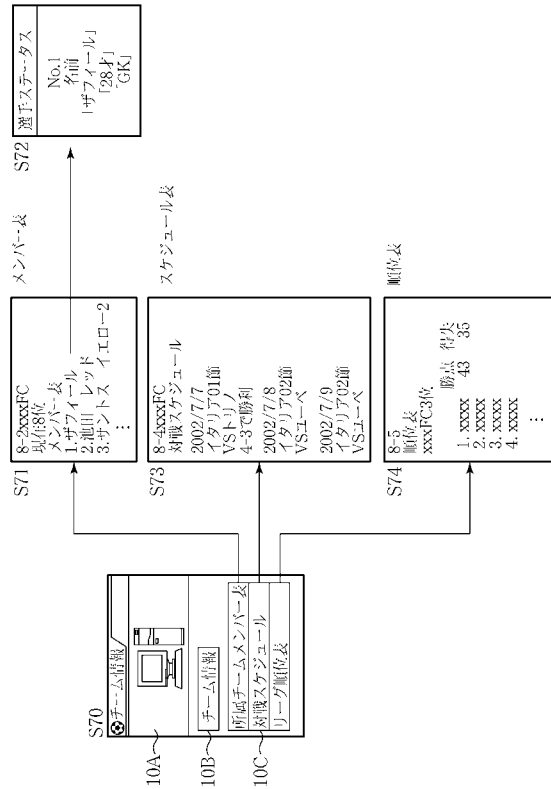 S70
チーム情報
10A
10B
チーム情報
10C
所属チームメンバー表
対戦スケジュール
リーグ順位表
S71
メンバー表
8-2xxxFC
現在8位
メンバー表
1.ザフィール
2.池田 レッド
3.サントス イエロー2
⋮
S72
選手ステータス
No.1
名前
「ザフィール」
「28才」
「GK」
S73
スケジュール表
8-4xxxFC
対戦スケジュール
2002/7/7
イタリア01節
VSトリノ
4-3で勝利
2002/7/8
イタリア02節
VSユーベ
2002/7/9
イタリア02節
VSユーベ
S74
順位表
8-5
順位表
xxxFC3位
勝点 得失
1. xxxx 43 35
2. xxxx
3. xxxx
4. xxxx
⋮